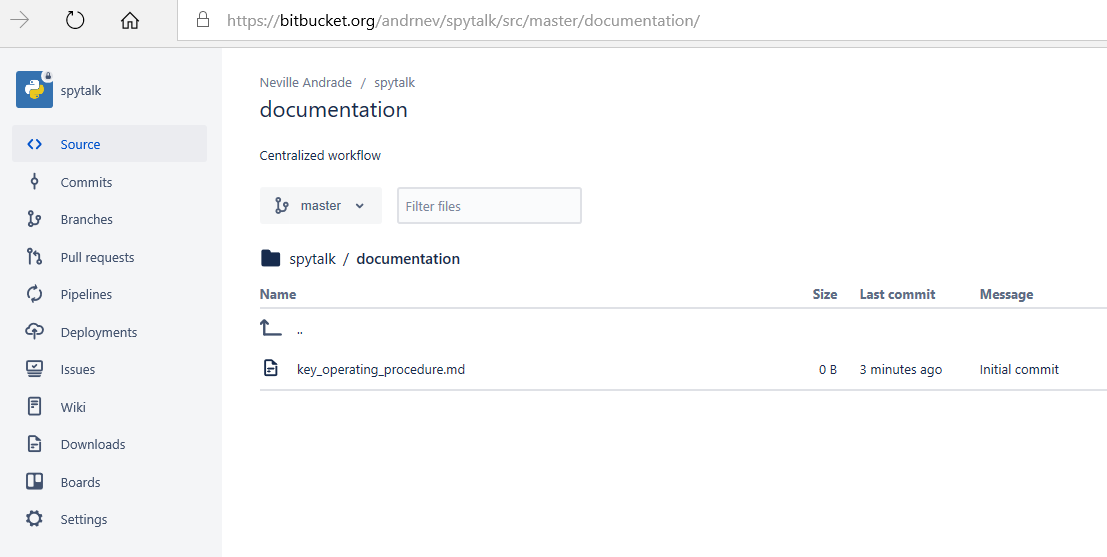 https://bitbucket.org/andrnev/spytalk/src/master/documentation/
spytalk
Source
Commits
Branches
Pull requests
Pipelines
Deployments
Issues
Wiki
Downloads
Boards
Settings
Neville Andrade / spytalk
documentation
Centralized workflow
master Filter files
spytalk / documentation
Name Size Last commit Message
..
key_operating_procedure.md 0 B 3 minutes ago Initial commit